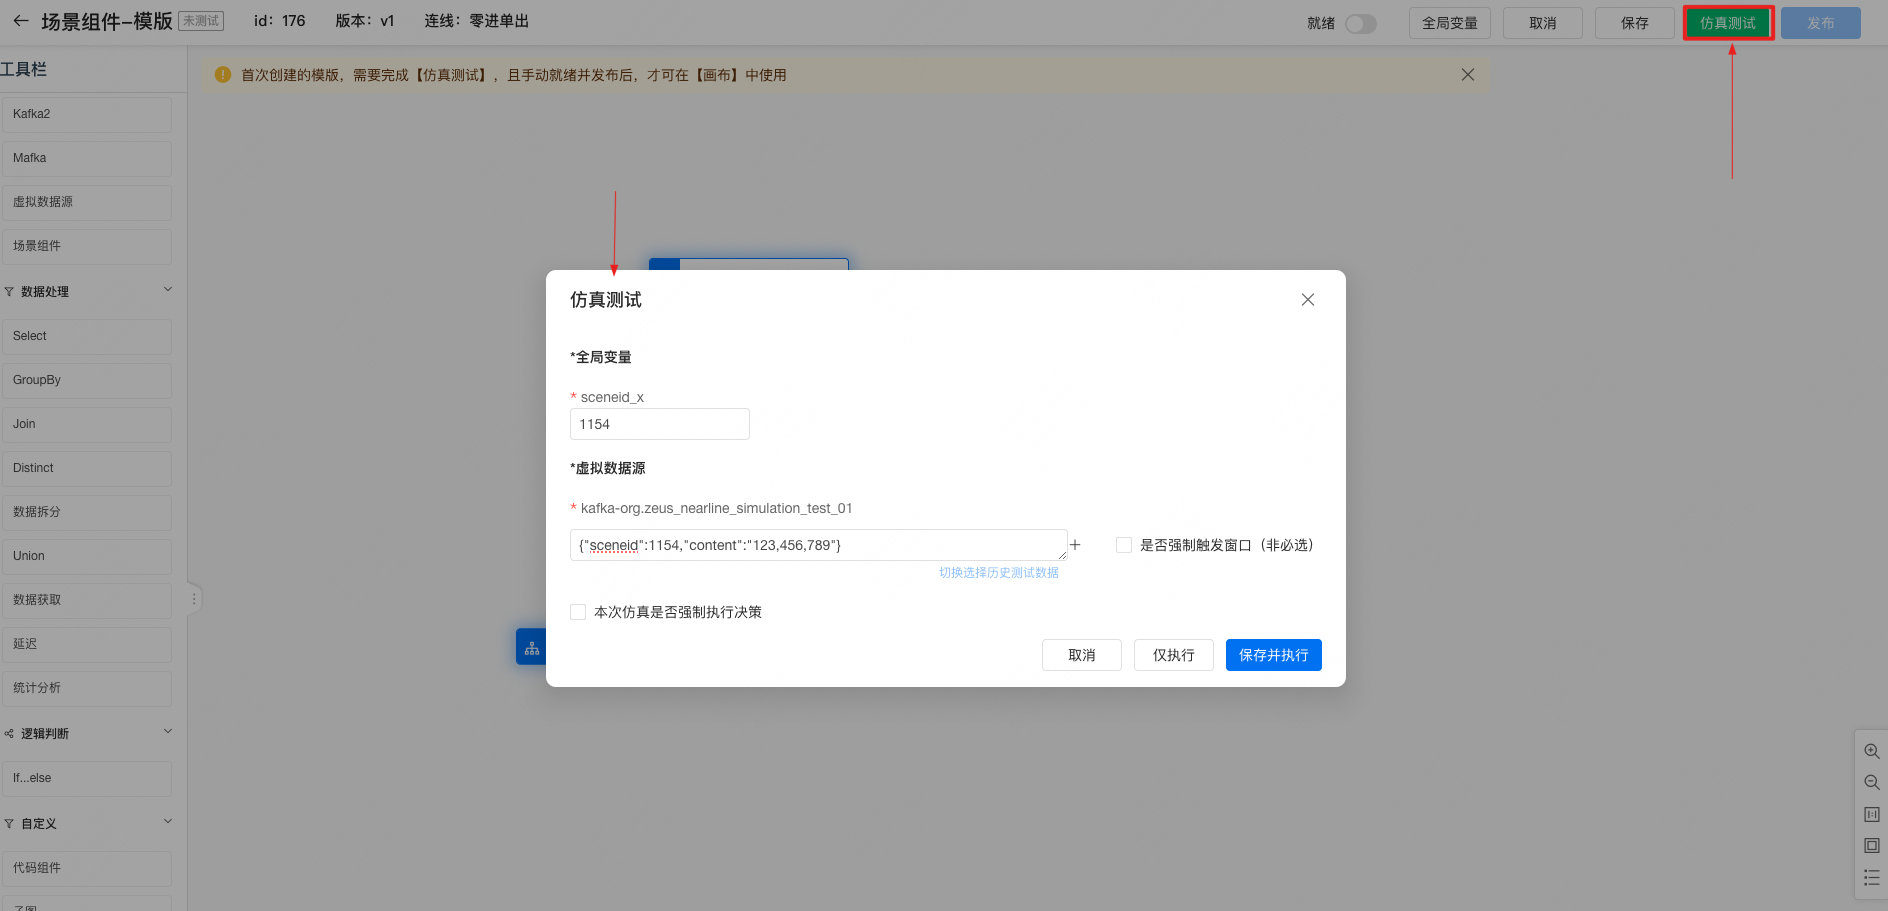 场景组件-模版 未测试 id：176 版本：v1 连线：零进单出 就绪 全局变量 取消 保存 仿真测试 发布
工具栏
首次创建的模版，需要完成【仿真测试】，且手动就绪并发布后，才可在【画布】中使用
Kafka2
Mafka
虚拟数据源
场景组件
数据处理
Select
GroupBy
Join
Distinct
数据拆分
Union
数据获取
延迟
统计分析
逻辑判断
If...else
自定义
代码组件
仿真测试
*全局变量
* sceneid_x
1154
*虚拟数据源
* kafka-org.zeus_nearline_simulation_test_01
{"sceneid":1154,"content":"123,456,789"}
是否强制触发窗口（非必选）
切换选择历史测试数据
本次仿真是否强制执行决策
取消 仅执行 保存并执行